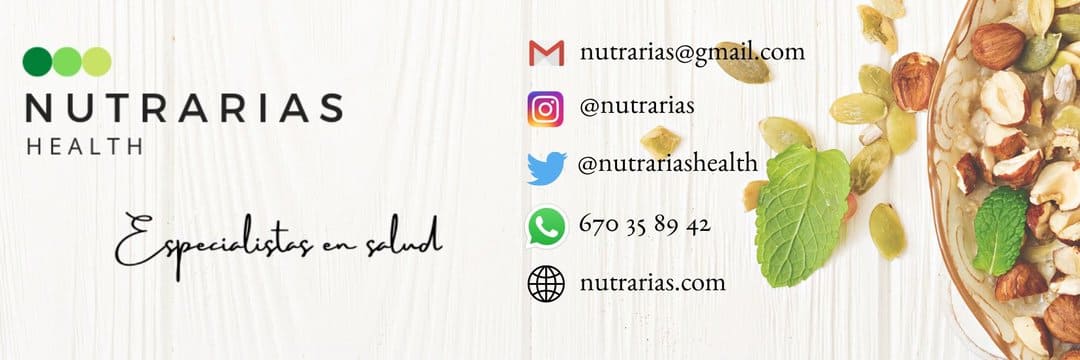 NUTRARIAS
HEALTH
Especialistas en salud
nutrarias@gmail.com
@nutrarias
@nutrariashealth
670 35 89 42
nutrarias.com